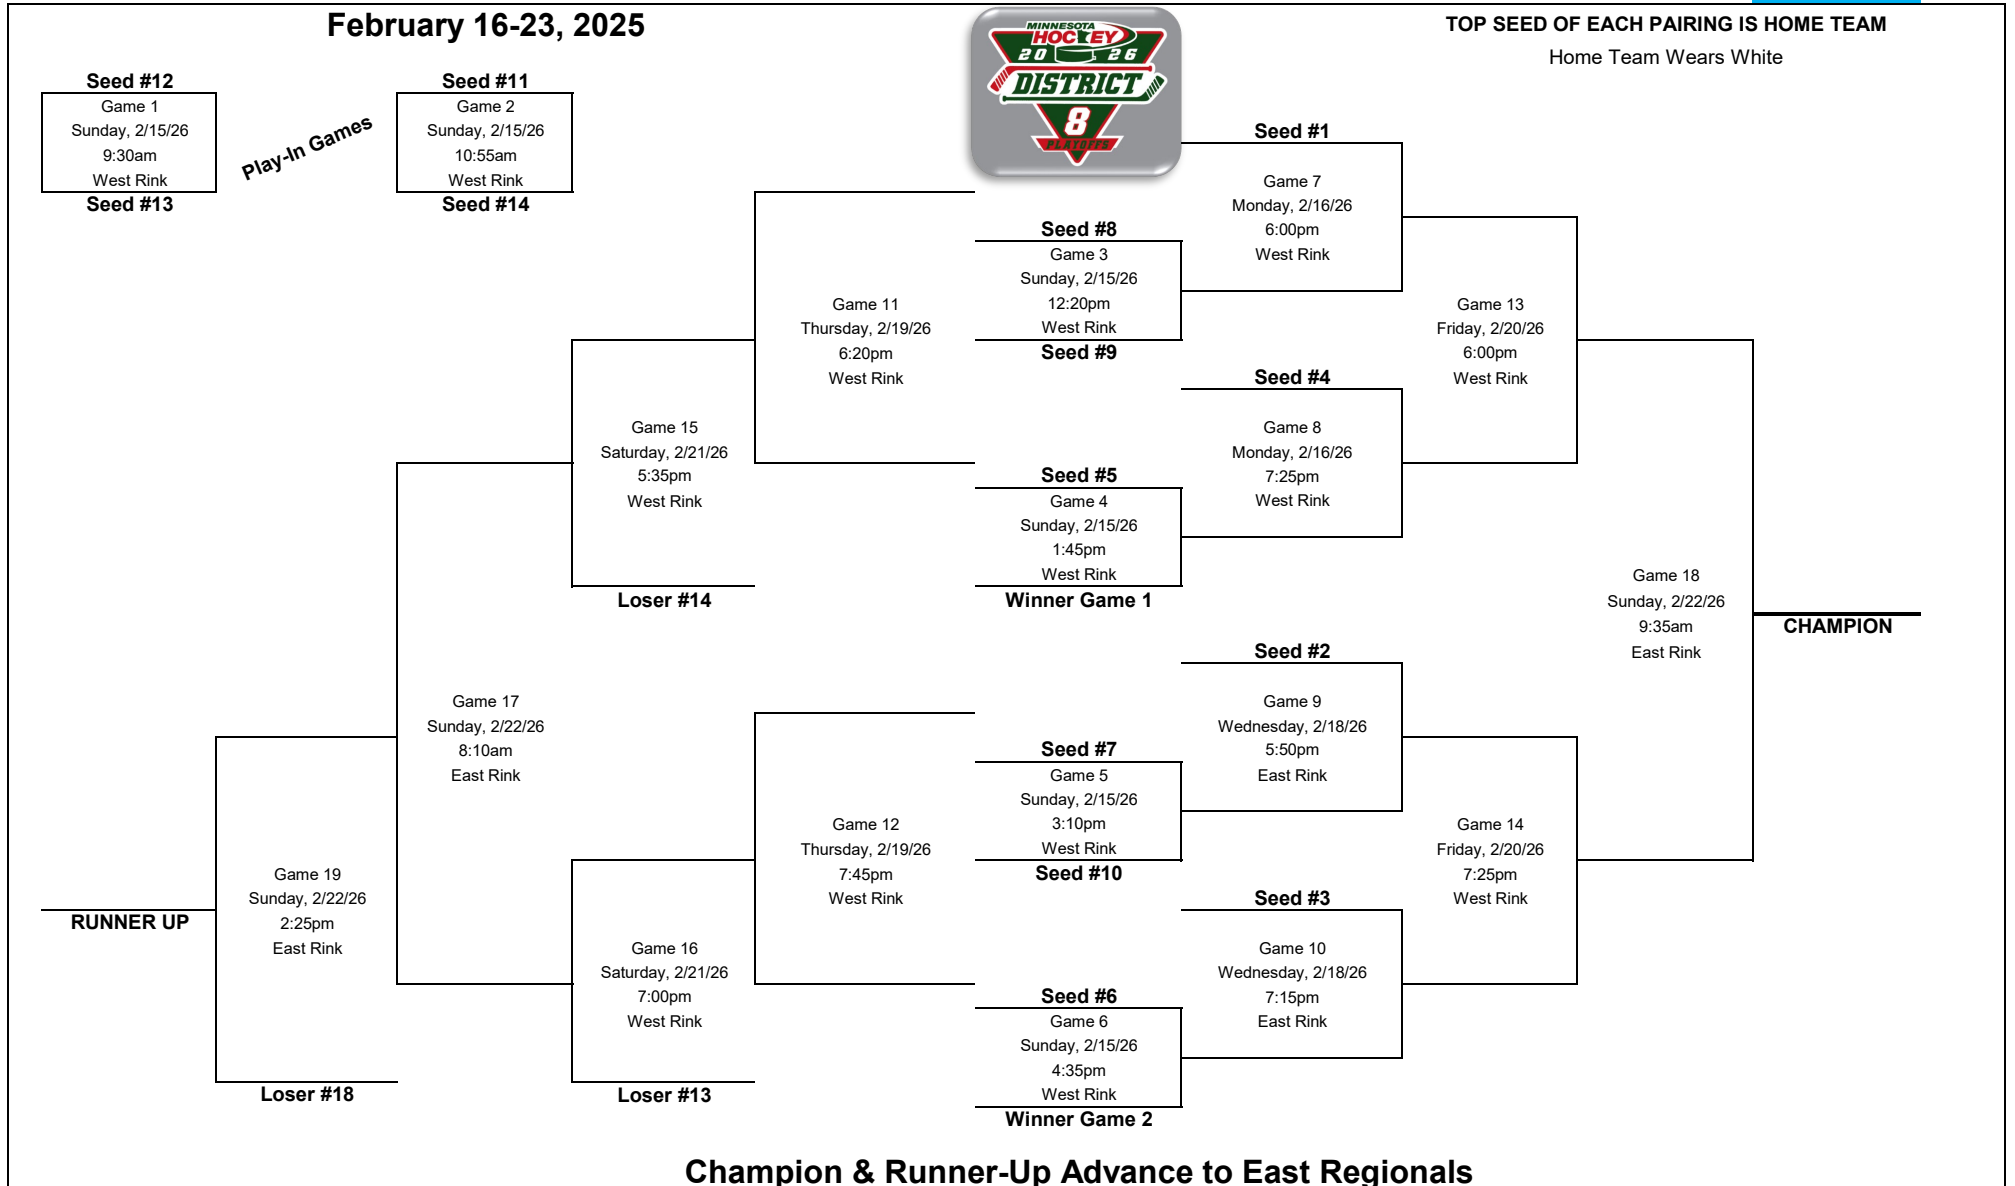 February 16-23, 2025
MINNESOTA
HOCKEY
20 26
DISTRICT
8
PLAYOFFS
TOP SEED OF EACH PAIRING IS HOME TEAM
Home Team Wears White
Seed #12
Game 1
Sunday, 2/15/26
9:30am
West Rink
Seed #13
Play-In Games
Seed #11
Game 2
Sunday, 2/15/26
10:55am
West Rink
Seed #14
Seed #1
Game 7
Monday, 2/16/26
6:00pm
West Rink
Seed #8
Game 3
Sunday, 2/15/26
12:20pm
West Rink
Seed #9
Game 11
Thursday, 2/19/26
6:20pm
West Rink
Game 13
Friday, 2/20/26
6:00pm
West Rink
Seed #4
Game 8
Monday, 2/16/26
7:25pm
West Rink
Game 15
Saturday, 2/21/26
5:35pm
West Rink
Loser #14
Seed #5
Game 4
Sunday, 2/15/26
1:45pm
West Rink
Winner Game 1
Game 18
Sunday, 2/22/26
9:35am
East Rink
CHAMPION
Seed #2
Game 9
Wednesday, 2/18/26
5:50pm
East Rink
Game 17
Sunday, 2/22/26
8:10am
East Rink
Seed #7
Game 5
Sunday, 2/15/26
3:10pm
West Rink
Seed #10
Game 12
Thursday, 2/19/26
7:45pm
West Rink
Game 14
Friday, 2/20/26
7:25pm
West Rink
Game 19
Sunday, 2/22/26
2:25pm
East Rink
RUNNER UP
Loser #18
Seed #3
Game 10
Wednesday, 2/18/26
7:15pm
East Rink
Game 16
Saturday, 2/21/26
7:00pm
West Rink
Loser #13
Seed #6
Game 6
Sunday, 2/15/26
4:35pm
West Rink
Winner Game 2
Champion & Runner-Up Advance to East Regionals